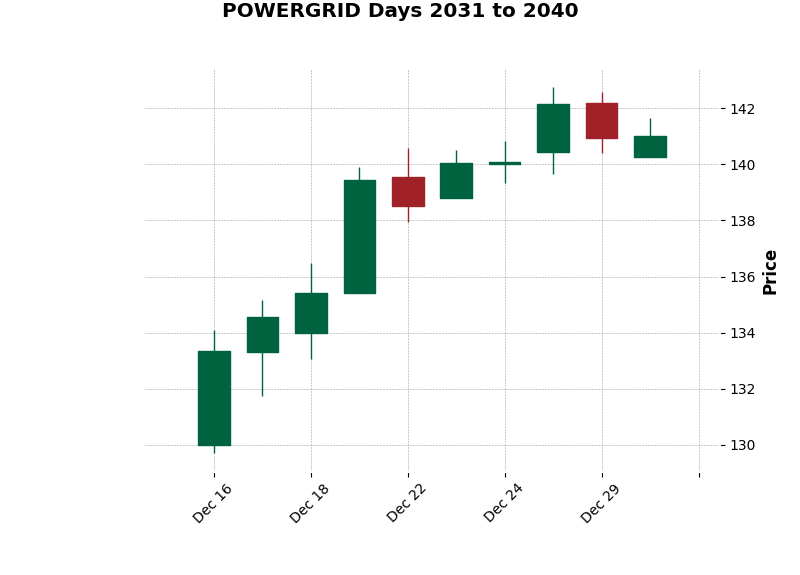 POWERGRID Days 2031 to 2040
142
140
138
136
134
132
130
Price
Dec 16
Dec 18
Dec 22
Dec 24
Dec 29